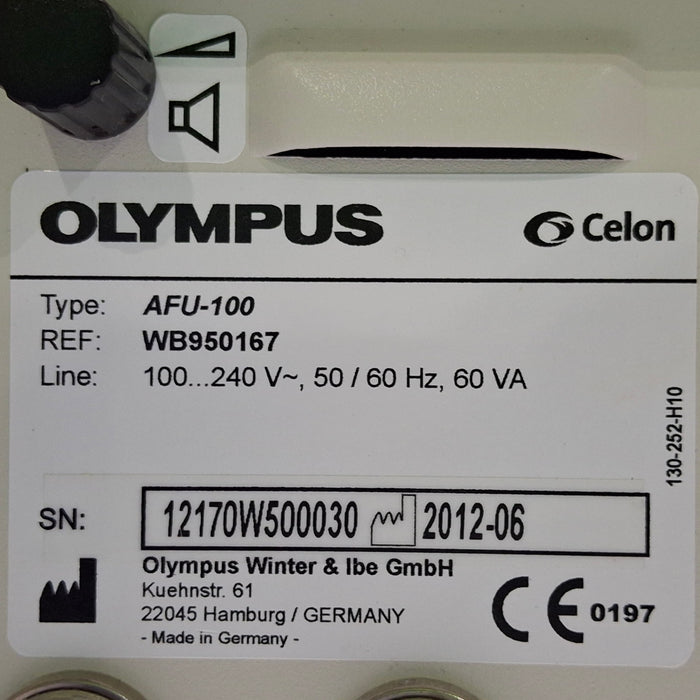 OLYMPUS
Celon
Type: AFU-100
REF: WB950167
Line: 100...240 V~, 50 / 60 Hz, 60 VA
130-252-H10
SN: 12170W500030 2012-06
Olympus Winter & Ibe GmbH
Kuehnstr. 61
22045 Hamburg / GERMANY
- Made in Germany -
CE 0197